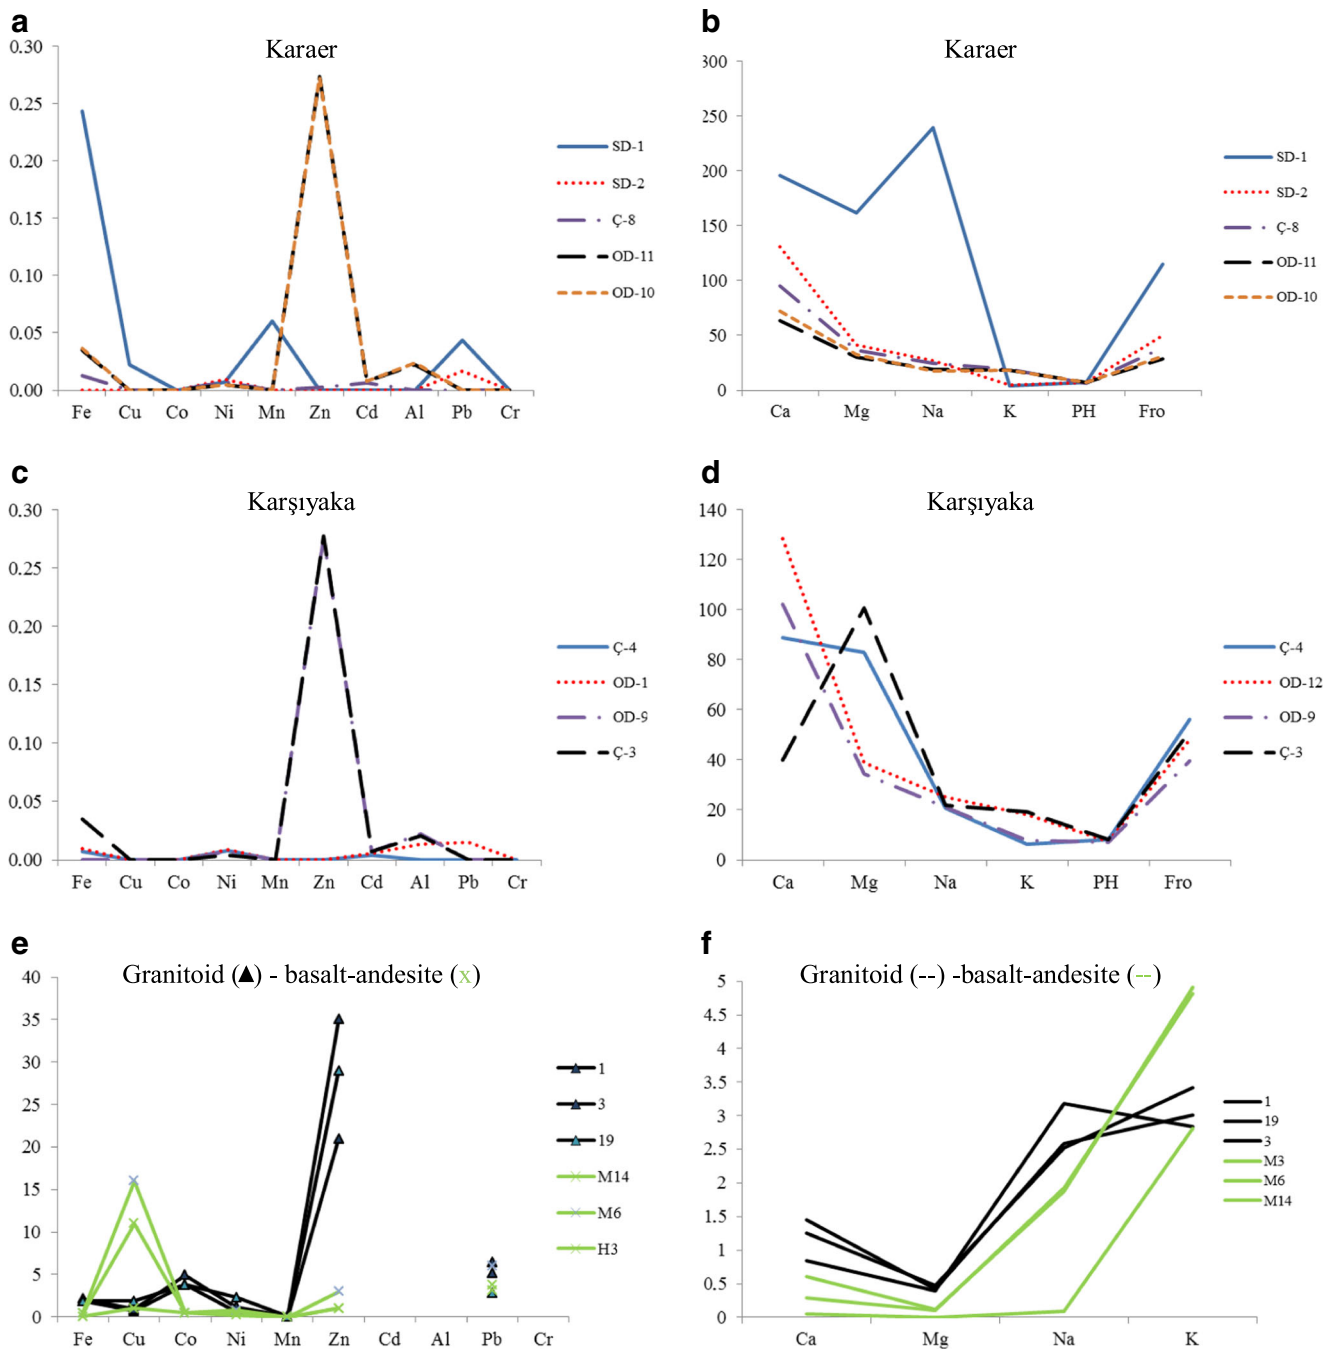 a
Karaer
0.30
0.25
0.20
0.15
0.10
0.05
0.00
Fe Cu Co Ni Mn Zn Cd Al Pb Cr
SD-1
SD-2
Ç-8
OD-11
OD-10
b
Karaer
300
250
200
150
100
50
0
Ca Mg Na K PH Fro
SD-1
SD-2
Ç-8
OD-11
OD-10
c
Karşıyaka
0.30
0.25
0.20
0.15
0.10
0.05
0.00
Fe Cu Co Ni Mn Zn Cd Al Pb Cr
Ç-4
OD-1
OD-9
Ç-3
d
Karşıyaka
140
120
100
80
60
40
20
0
Ca Mg Na K PH Fro
Ç-4
OD-12
OD-9
Ç-3
e
Granitoid (▲) - basalt-andesite (x)
40
35
30
25
20
15
10
5
0
Fe Cu Co Ni Mn Zn Cd Al Pb Cr
1
3
19
M14
M6
H3
f
Granitoid (--) -basalt-andesite (--)
5
4.5
4
3.5
3
2.5
2
1.5
1
0.5
0
Ca Mg Na K
1
19
3
M3
M6
M14